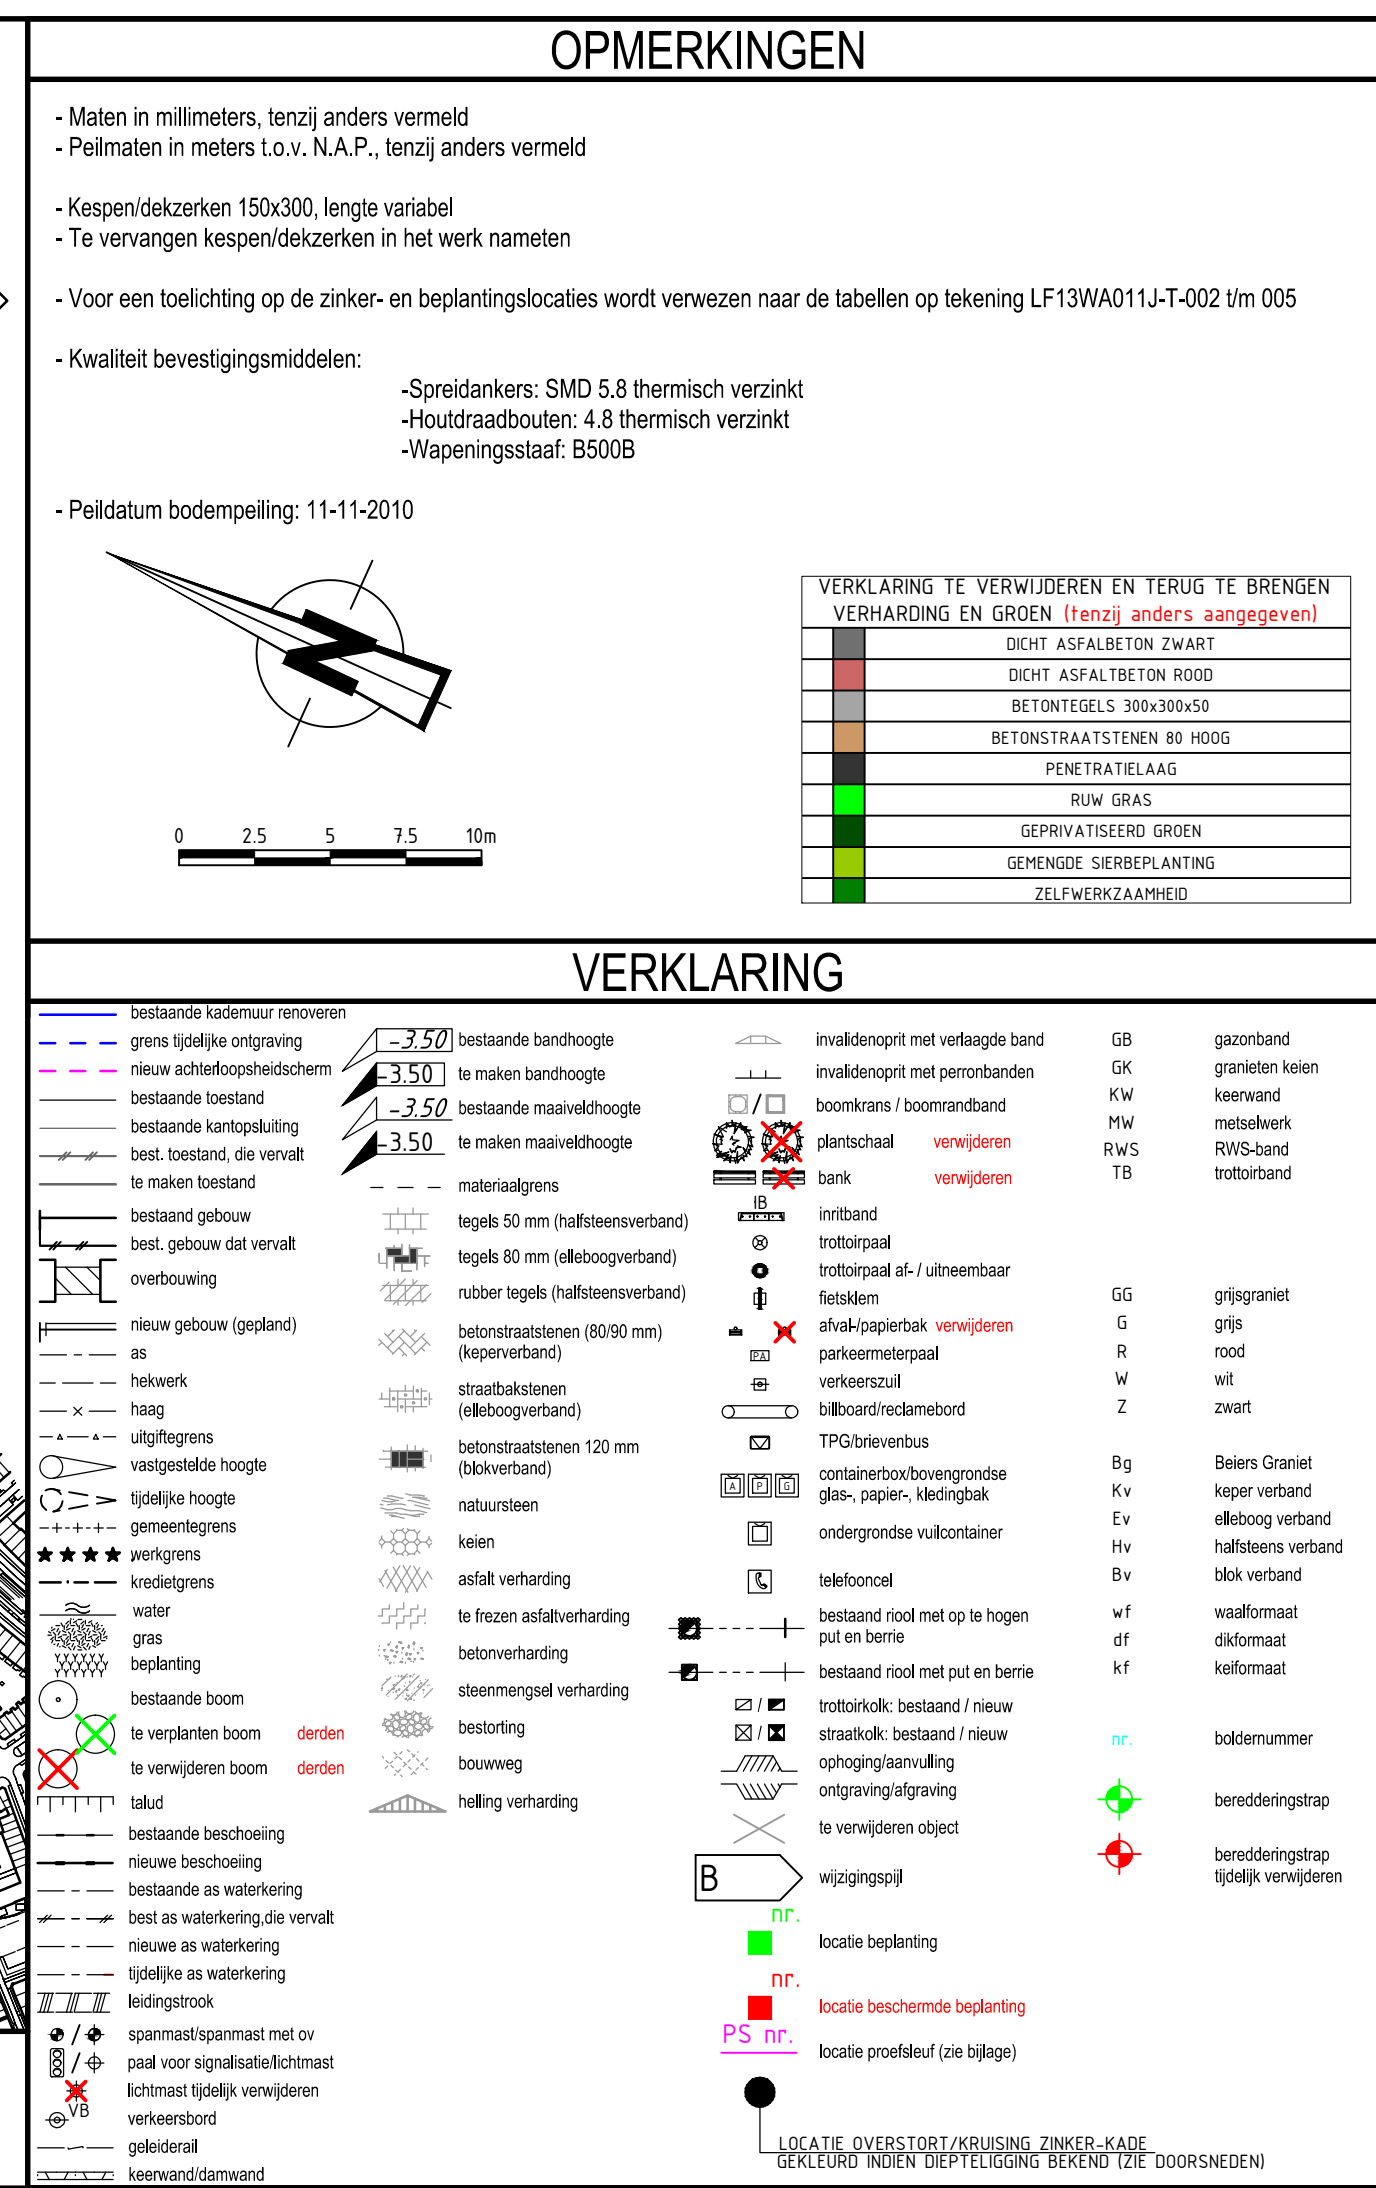 OPMERKINGEN
- Maten in millimeters, tenzij anders vermeld
- Peilmaten in meters t.o.v. N.A.P., tenzij anders vermeld
- Kespen/dekzerken 150x300, lengte variabel
- Te vervangen kespen/dekzerken in het werk nameten
- Voor een toelichting op de zinker- en beplantingslocaties wordt verwezen naar de tabellen op tekening LF13WA011J-T-002 t/m 005
- Kwaliteit bevestigingsmiddelen:
-Spreidankers: SMD 5.8 thermisch verzinkt
-Houtdraadbouten: 4.8 thermisch verzinkt
-Wapeningsstaaf: B500B
- Peildatum bodempeiling: 11-11-2010
N
0 2.5 5 7.5 10m
VERKLARING TE VERWIJDEREN EN TERUG TE BRENGEN
VERHARDING EN GROEN (tenzij anders aangegeven)
DICHT ASFALBETON ZWART
DICHT ASFALTBETON ROOD
BETONTEGELS 300x300x50
BETONSTRAATSTENEN 80 HOOG
PENETRATIELAAG
RUW GRAS
GEPRIVATISEERD GROEN
GEMENGDE SIERBEPLANTING
ZELFWERKZAAMHEID
VERKLARING
bestaande kademuur renoveren
grens tijdelijke ontgraving
nieuw achterloopsheidscherm
bestaande toestand
bestaande kantopsluiting
best. toestand, die vervalt
te maken toestand
bestaand gebouw
best. gebouw dat vervalt
overbouwing
nieuw gebouw (gepland)
as
hekwerk
haag
uitgiftegrens
vastgestelde hoogte
tijdelijke hoogte
gemeentegrens
werkgrens
kredietgrens
water
gras
beplanting
bestaande boom
te verplanten boom derden
te verwijderen boom derden
talud
bestaande beschoeiing
nieuwe beschoeiing
bestaande as waterkering
best as waterkering,die vervalt
nieuwe as waterkering
tijdelijke as waterkering
leidingstrook
spanmast/spanmast met ov
paal voor signalisatie/lichtmast
lichtmast tijdelijk verwijderen
VB
verkeersbord
geleiderail
keerwand/damwand
-3.50 bestaande bandhoogte
-3.50 te maken bandhoogte
-3.50 bestaande maaiveldhoogte
-3.50 te maken maaiveldhoogte
materiaalgrens
tegels 50 mm (halfsteensverband)
tegels 80 mm (elleboogverband)
rubber tegels (halfsteensverband)
betonstraatstenen (80/90 mm)
(keperverband)
straatbakstenen
(elleboogverband)
betonstraatstenen 120 mm
(blokverband)
natuursteen
keien
asfalt verharding
te frezen asfaltverharding
betonverharding
steenmengsel verharding
bestorting
bouwweg
helling verharding
invalidenoprit met verlaagde band
invalidenoprit met perronbanden
/ boomkrans / boomrandband
plantschaal verwijderen
bank verwijderen
IB
inritband
trottoirpaal
trottoirpaal af- / uitneembaar
fietsklem
afval-/papierbak verwijderen
PA parkeermeterpaal
verkeerszuil
billboard/reclamebord
TPG/brievenbus
A P G containerbox/bovengrondse
glas-, papier-, kledingbak
ondergrondse vuilcontainer
telefooncel
bestaand riool met op te hogen
put en berrie
bestaand riool met put en berrie
/ trottoirkolk: bestaand / nieuw
/ straatkolk: bestaand / nieuw
ophoging/aanvulling
ontgraving/afgraving
te verwijderen object
B wijzigingspijl
nr.
locatie beplanting
nr.
locatie beschermde beplanting
PS nr.
locatie proefsleuf (zie bijlage)
LOCATIE OVERSTORT/KRUISING ZINKER-KADE
GEKLEURD INDIEN DIEPTELIGGING BEKEND (ZIE DOORSNEDEN)
GB gazonband
GK granieten keien
KW keerwand
MW metselwerk
RWS RWS-band
TB trottoirband
GG grijsgraniet
G grijs
R rood
W wit
Z zwart
Bg Beiers Graniet
Kv keper verband
Ev elleboog verband
Hv halfsteens verband
Bv blok verband
wf waalformaat
df dikformaat
kf keiformaat
nr. boldernummer
beredderingstrap
beredderingstrap
tijdelijk verwijderen